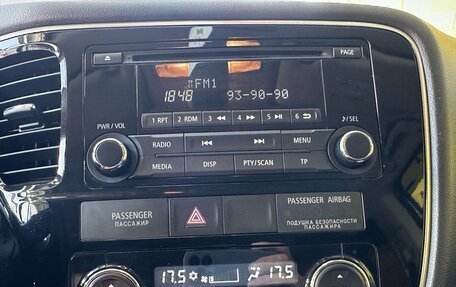 PAGE
FM1
1848 93-90-90
1 RPT 2 RDM 3 ◄◄ 4 ►► 5 6
PWR / VOL
♪/SEL
RADIO |◄◄ ►►| MENU
MEDIA DISP PTY/SCAN TP
PASSENGER
ПАССАЖИР
PASSENGER AIRBAG
ПОДУШКА БЕЗОПАСНОСТИ
ПАССАЖИРА
17.5 17.5